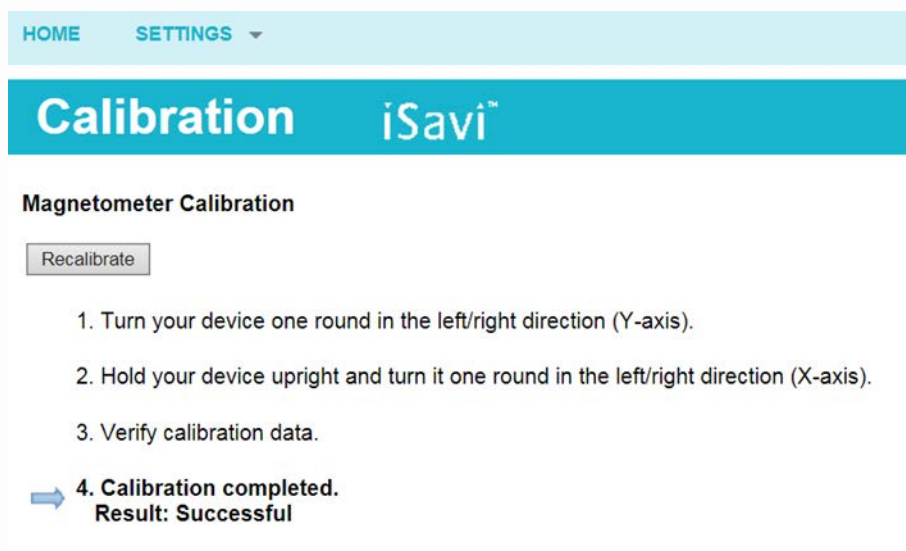 HOME SETTINGS
Calibration iSavi™
Magnetometer Calibration
Recalibrate
1. Turn your device one round in the left/right direction (Y-axis).
2. Hold your device upright and turn it one round in the left/right direction (X-axis).
3. Verify calibration data.
4. Calibration completed.
Result: Successful